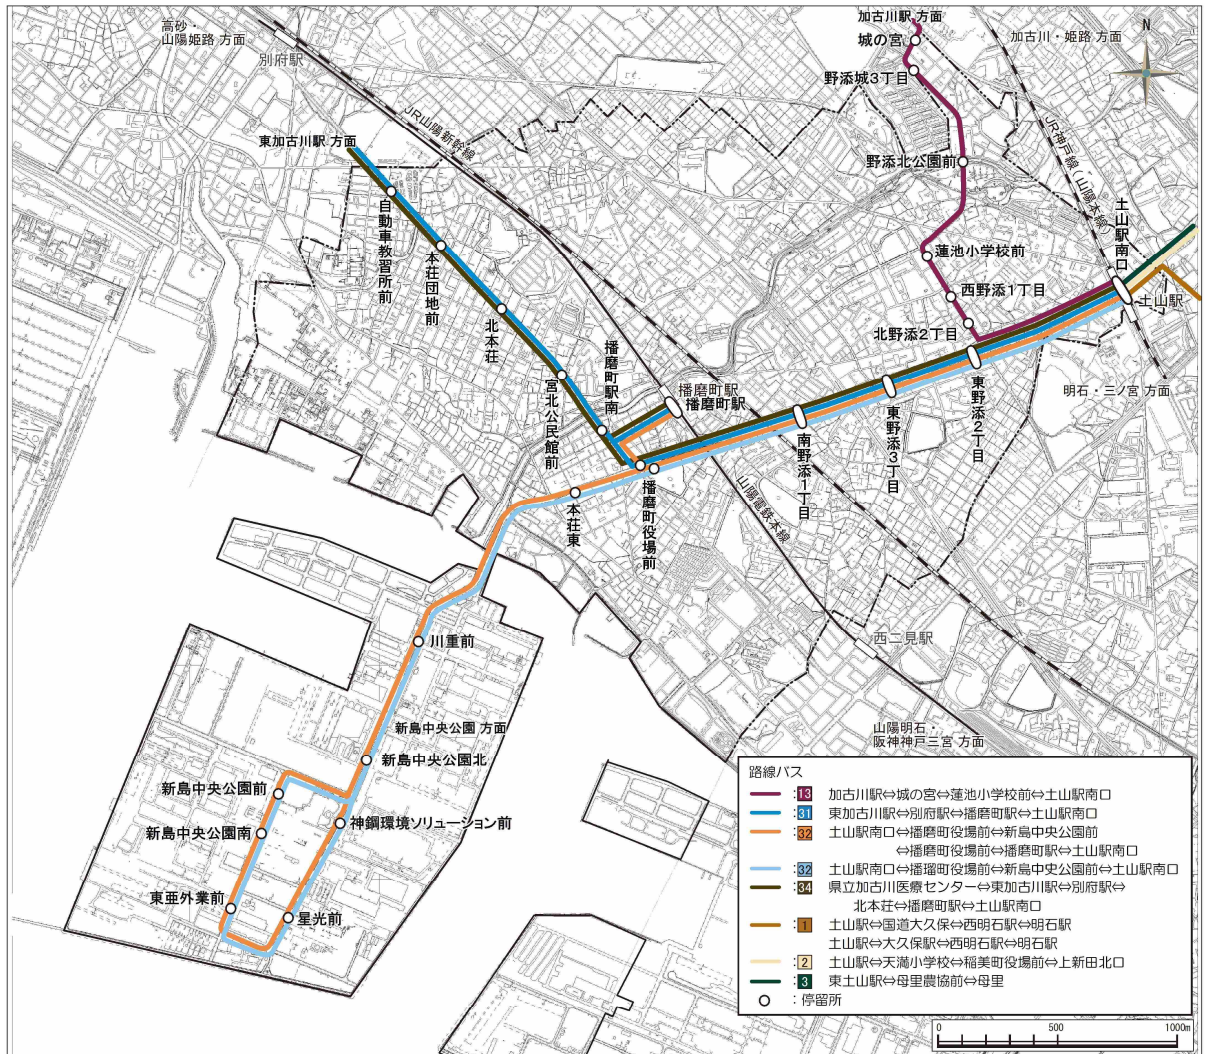 高砂・
山陽姫路 方面
別府駅
JR山陽新幹線
東加古川駅 方面
加古川駅 方面
城の宮
野添城3丁目
加古川・姫路 方面
N
JR神戸線（山陽本線）
野添北公園前
蓮池小学校前
西野添1丁目
北野添2丁目
土山駅南口
土山駅
明石・三ノ宮 方面
自動車教習所前
本荘団地前
北本荘
宮北公民館前
播磨町駅南
播磨町駅
播磨町駅
東野添2丁目
東野添3丁目
南野添1丁目
播磨町役場前
本荘東
山陽電鉄本線
西二見駅
山陽明石・
阪神神戸三宮 方面
川重前
新島中央公園 方面
新島中央公園北
新島中央公園前
神鋼環境ソリューション前
新島中央公園南
東亜外業前
星光前
路線バス
:13 加古川駅⇔城の宮⇔蓮池小学校前⇔土山駅南口
:31 東加古川駅⇔別府駅⇔播磨町駅⇔土山駅南口
:32 土山駅南口⇔播磨町役場前⇔新島中央公園前
⇔播磨町役場前⇔播磨町駅⇔土山駅南口
:32 土山駅南口⇔播瑠町役場前⇔新島中央公園前⇔土山駅南口
:34 県立加古川医療センター⇔東加古川駅⇔別府駅⇔
北本荘⇔播磨町駅⇔土山駅南口
:1 土山駅⇔国道大久保⇔西明石駅⇔明石駅
土山駅⇔大久保駅⇔西明石駅⇔明石駅
:2 土山駅⇔天満小学校⇔稲美町役場前⇔上新田北口
:3 東土山駅⇔母里農協前⇔母里
：停留所
0 500 1000m